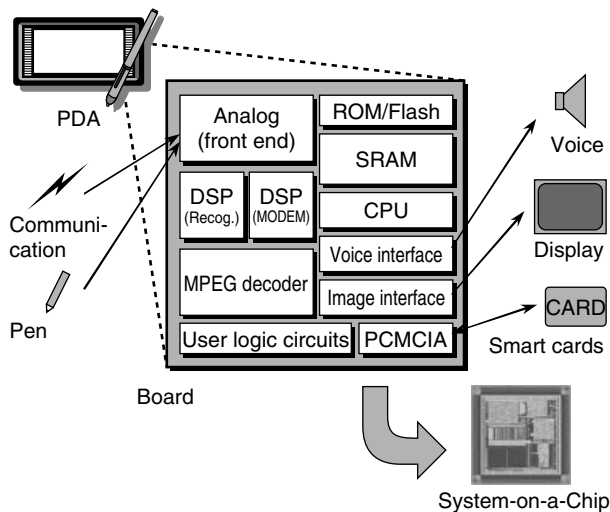 PDA
Analog
(front end)
ROM/Flash
SRAM
DSP
(Recog.)
DSP
(MODEM)
CPU
Voice interface
MPEG decoder
Image interface
User logic circuits
PCMCIA
Communi-
cation
Pen
Voice
Display
CARD
Smart cards
Board
System-on-a-Chip